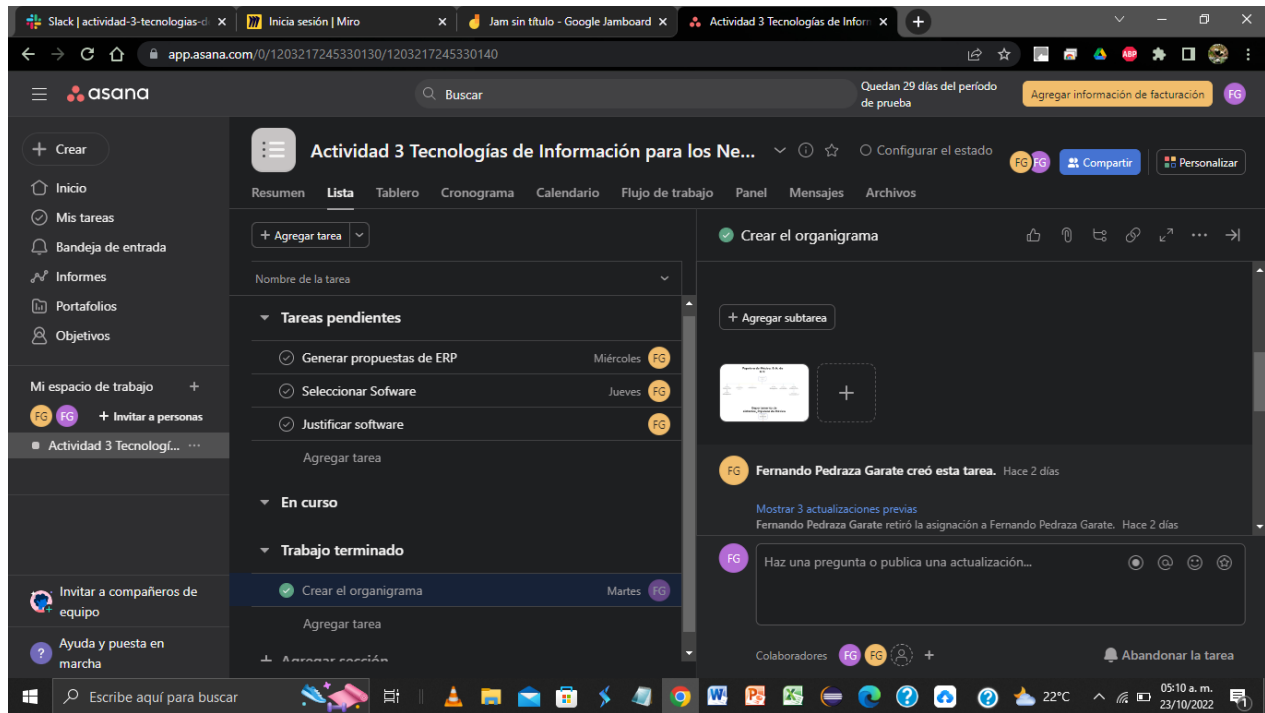 Slack | actividad-3-tecnologias-d
Inicia sesión | Miro
Jam sin título - Google Jamboard
Actividad 3 Tecnologías de Inform
app.asana.com/0/1203217245330130/1203217245330140
ABP
asana
Buscar
Quedan 29 días del período
de prueba
Agregar información de facturación
FG
Crear
Inicio
Mis tareas
Bandeja de entrada
Informes
Portafolios
Objetivos
Mi espacio de trabajo +
FG FG + Invitar a personas
Actividad 3 Tecnologí... ...
Invitar a compañeros de
equipo
Ayuda y puesta en
marcha
Actividad 3 Tecnologías de Información para los Ne...
Configurar el estado
FG FG Compartir Personalizar
Resumen Lista Tablero Cronograma Calendario Flujo de trabajo Panel Mensajes Archivos
+ Agregar tarea
Nombre de la tarea
Tareas pendientes
Generar propuestas de ERP Miércoles FG
Seleccionar Sofware Jueves FG
Justificar software FG
Agregar tarea
En curso
Trabajo terminado
Crear el organigrama Martes FG
Agregar tarea
+ Agregar sección
Crear el organigrama
+ Agregar subtarea
FG Fernando Pedraza Garate creó esta tarea. Hace 2 días
Mostrar 3 actualizaciones previas
Fernando Pedraza Garate retiró la asignación a Fernando Pedraza Garate. Hace 2 días
FG Haz una pregunta o publica una actualización...
Colaboradores FG FG +
Abandonar la tarea
Escribe aquí para buscar
22°C
05:10 a. m.
23/10/2022